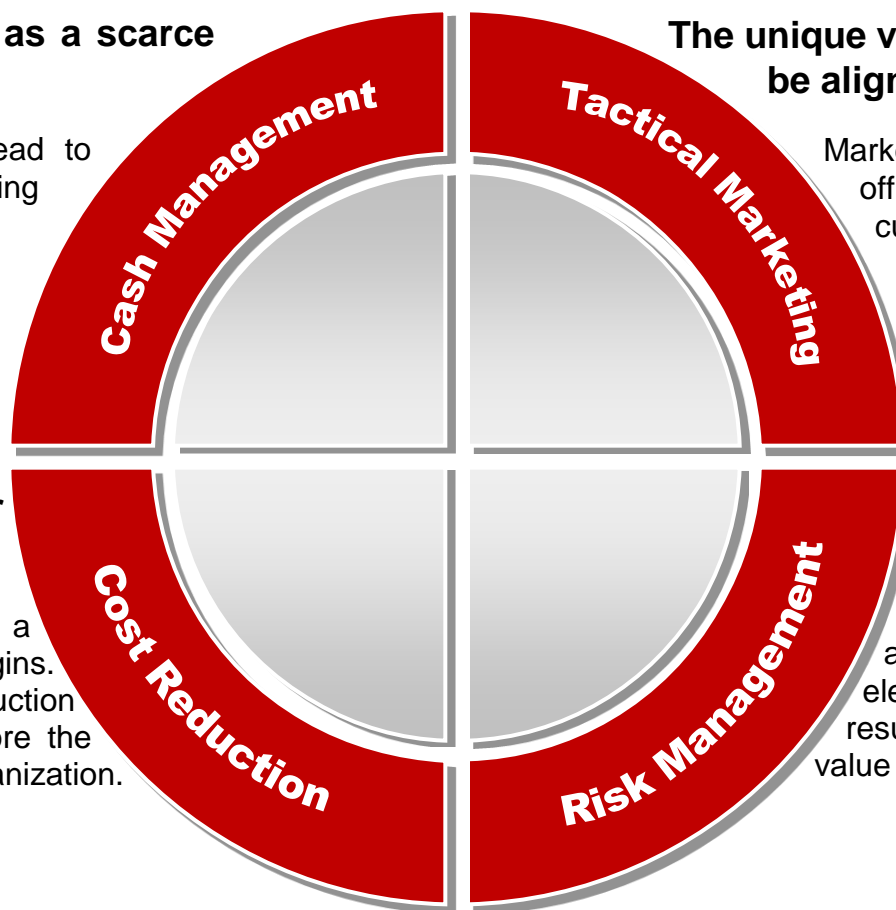 as a scarce
ead to
ing
Cash Management
The unique v
be align
Marke
off
cu
Tactical Marketing
a
gins.
uction
ore the
anization.
Cost Reduction
a
ele
resu
value
Risk Management